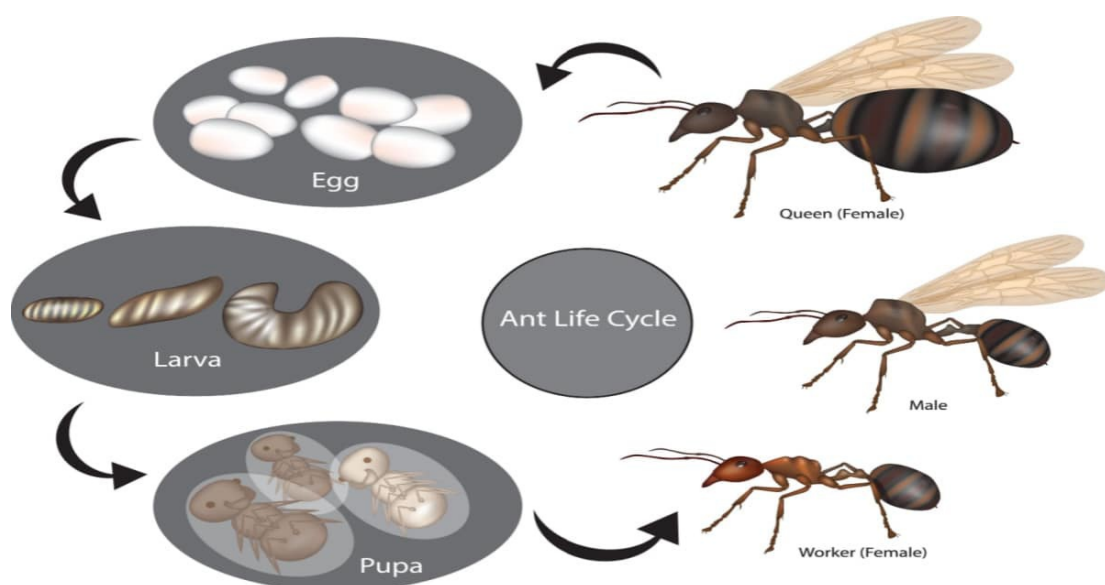 Egg
Queen (Female)
Larva
Ant Life Cycle
Male
Pupa
Worker (Female)